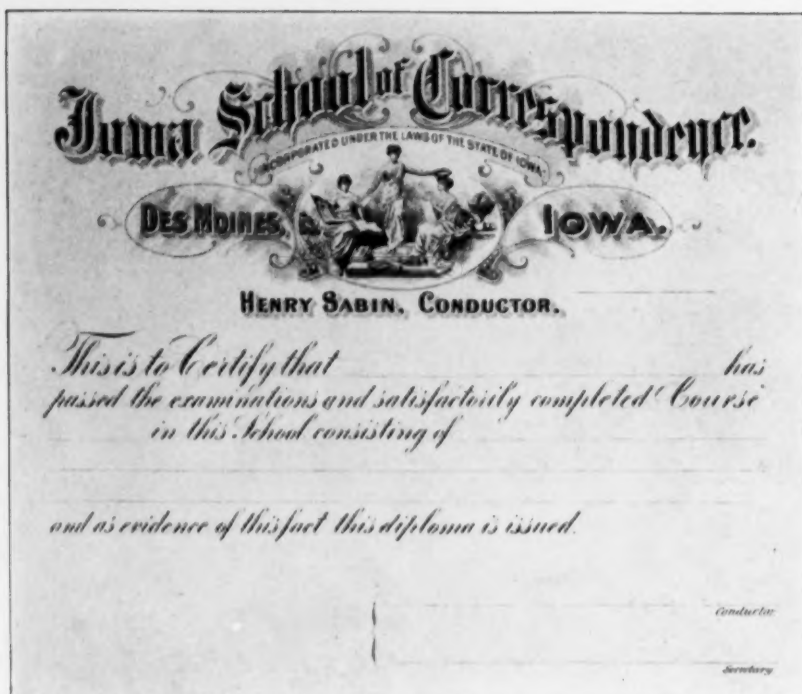 Iowa School of Correspondence.
INCORPORATED UNDER THE LAWS OF THE STATE OF IOWA.
DES MOINES, IOWA.
HENRY SABIN, CONDUCTOR.
This is to Certify that has
passed the examinations and satisfactorily completed Course
in this School consisting of
and as evidence of this fact this diploma is issued.
Conductor
Secretary